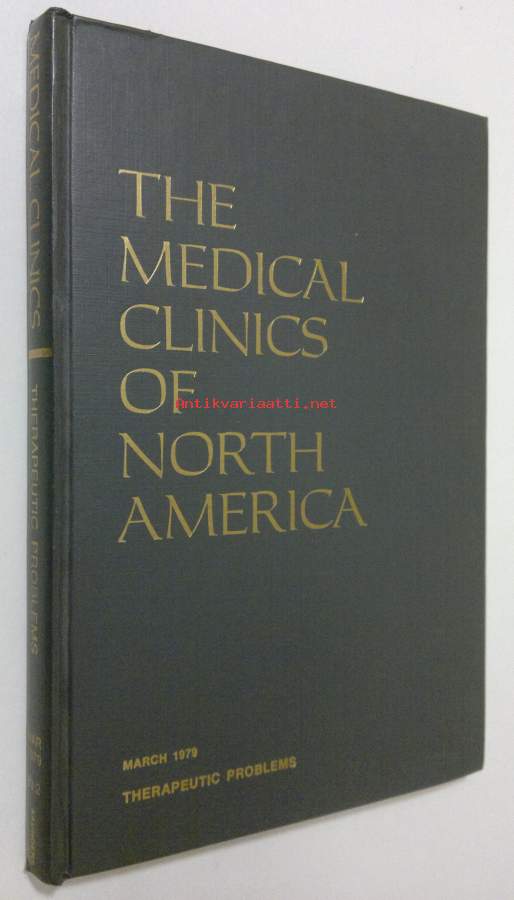 THE
MEDICAL
CLINICS
OF
NORTH
AMERICA
Antikvariaatti.net
MARCH 1979
THERAPEUTIC PROBLEMS
MEDICAL CLINICS
THERAPEUTIC PROBLEMS